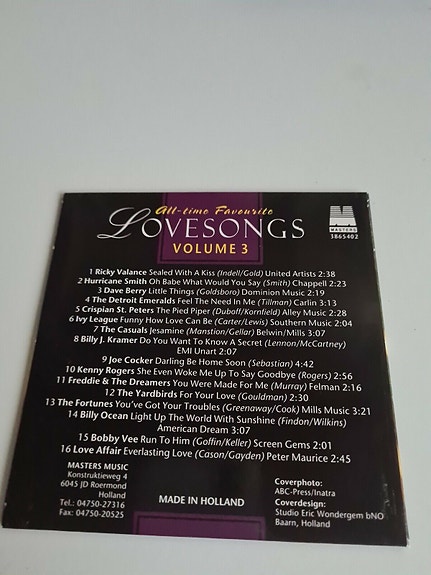 All-time Favourite
LOVESONGS
VOLUME 3
MASTERS
3865402
1 Ricky Valance Sealed With A Kiss (Indell/Gold) United Artists 2:38
2 Hurricane Smith Oh Babe What Would You Say (Smith) Chappell 2:23
3 Dave Berry Little Things (Goldsboro) Dominion Music 2:19
4 The Detroit Emeralds Feel The Need In Me (Tillman) Carlin 3:13
5 Crispian St. Peters The Pied Piper (Duboff/Kornfield) Alley Music 2:28
6 Ivy League Funny How Love Can Be (Carter/Lewis) Southern Music 2:04
7 The Casuals Jesamine (Manstion/Gellar) Belwin/Mills 3:07
8 Billy J. Kramer Do You Want To Know A Secret (Lennon/McCartney)
EMI Unart 2:07
9 Joe Cocker Darling Be Home Soon (Sebastian) 4:42
10 Kenny Rogers She Even Woke Me Up To Say Goodbye (Rogers) 2:56
11 Freddie & The Dreamers You Were Made For Me (Murray) Felman 2:16
12 The Yardbirds For Your Love (Gouldman) 2:30
13 The Fortunes You've Got Your Troubles (Greenaway/Cook) Mills Music 3:21
14 Billy Ocean Light Up The World With Sunshine (Findon/Wilkins)
American Dream 3:07
15 Bobby Vee Run To Him (Goffin/Keller) Screen Gems 2:01
16 Love Affair Everlasting Love (Cason/Gayden) Peter Maurice 2:45
MASTERS MUSIC
Konstruktieweg 4
6045 JD Roermond
Holland
Tel.: 04750-27316
Fax: 04750-20525
MADE IN HOLLAND
Coverphoto:
ABC-Press/Inatra
Coverdesign:
Studio Eric Wondergem bNO
Baarn, Holland